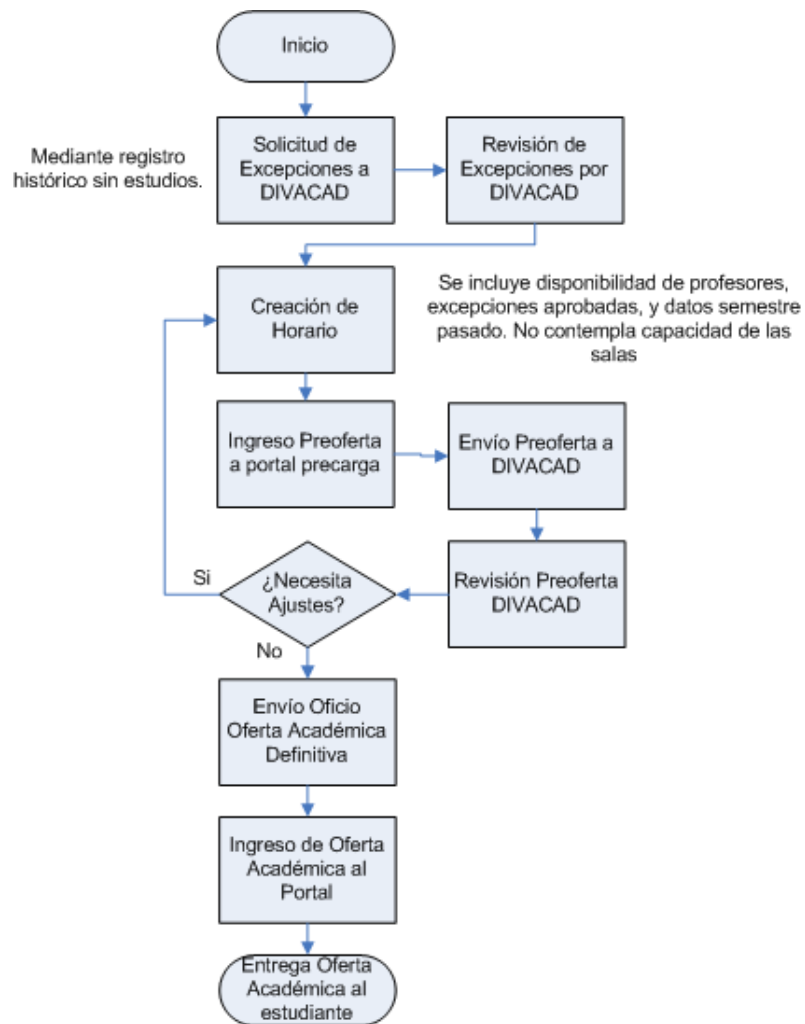 Inicio
Mediante registro
histórico sin estudios.
Solicitud de
Excepciones a
DIVACAD
Revisión de
Excepciones por
DIVACAD
Creación de
Horario
Se incluye disponibilidad de profesores,
excepciones aprobadas, y datos semestre
pasado. No contempla capacidad de las
salas
Ingreso Preoferta
a portal precarga
Envío Preoferta a
DIVACAD
Si
¿Necesita
Ajustes?
Revisión Preoferta
DIVACAD
No
Envío Oficio
Oferta Académica
Definitiva
Ingreso de Oferta
Académica al
Portal
Entrega Oferta
Académica al
estudiante